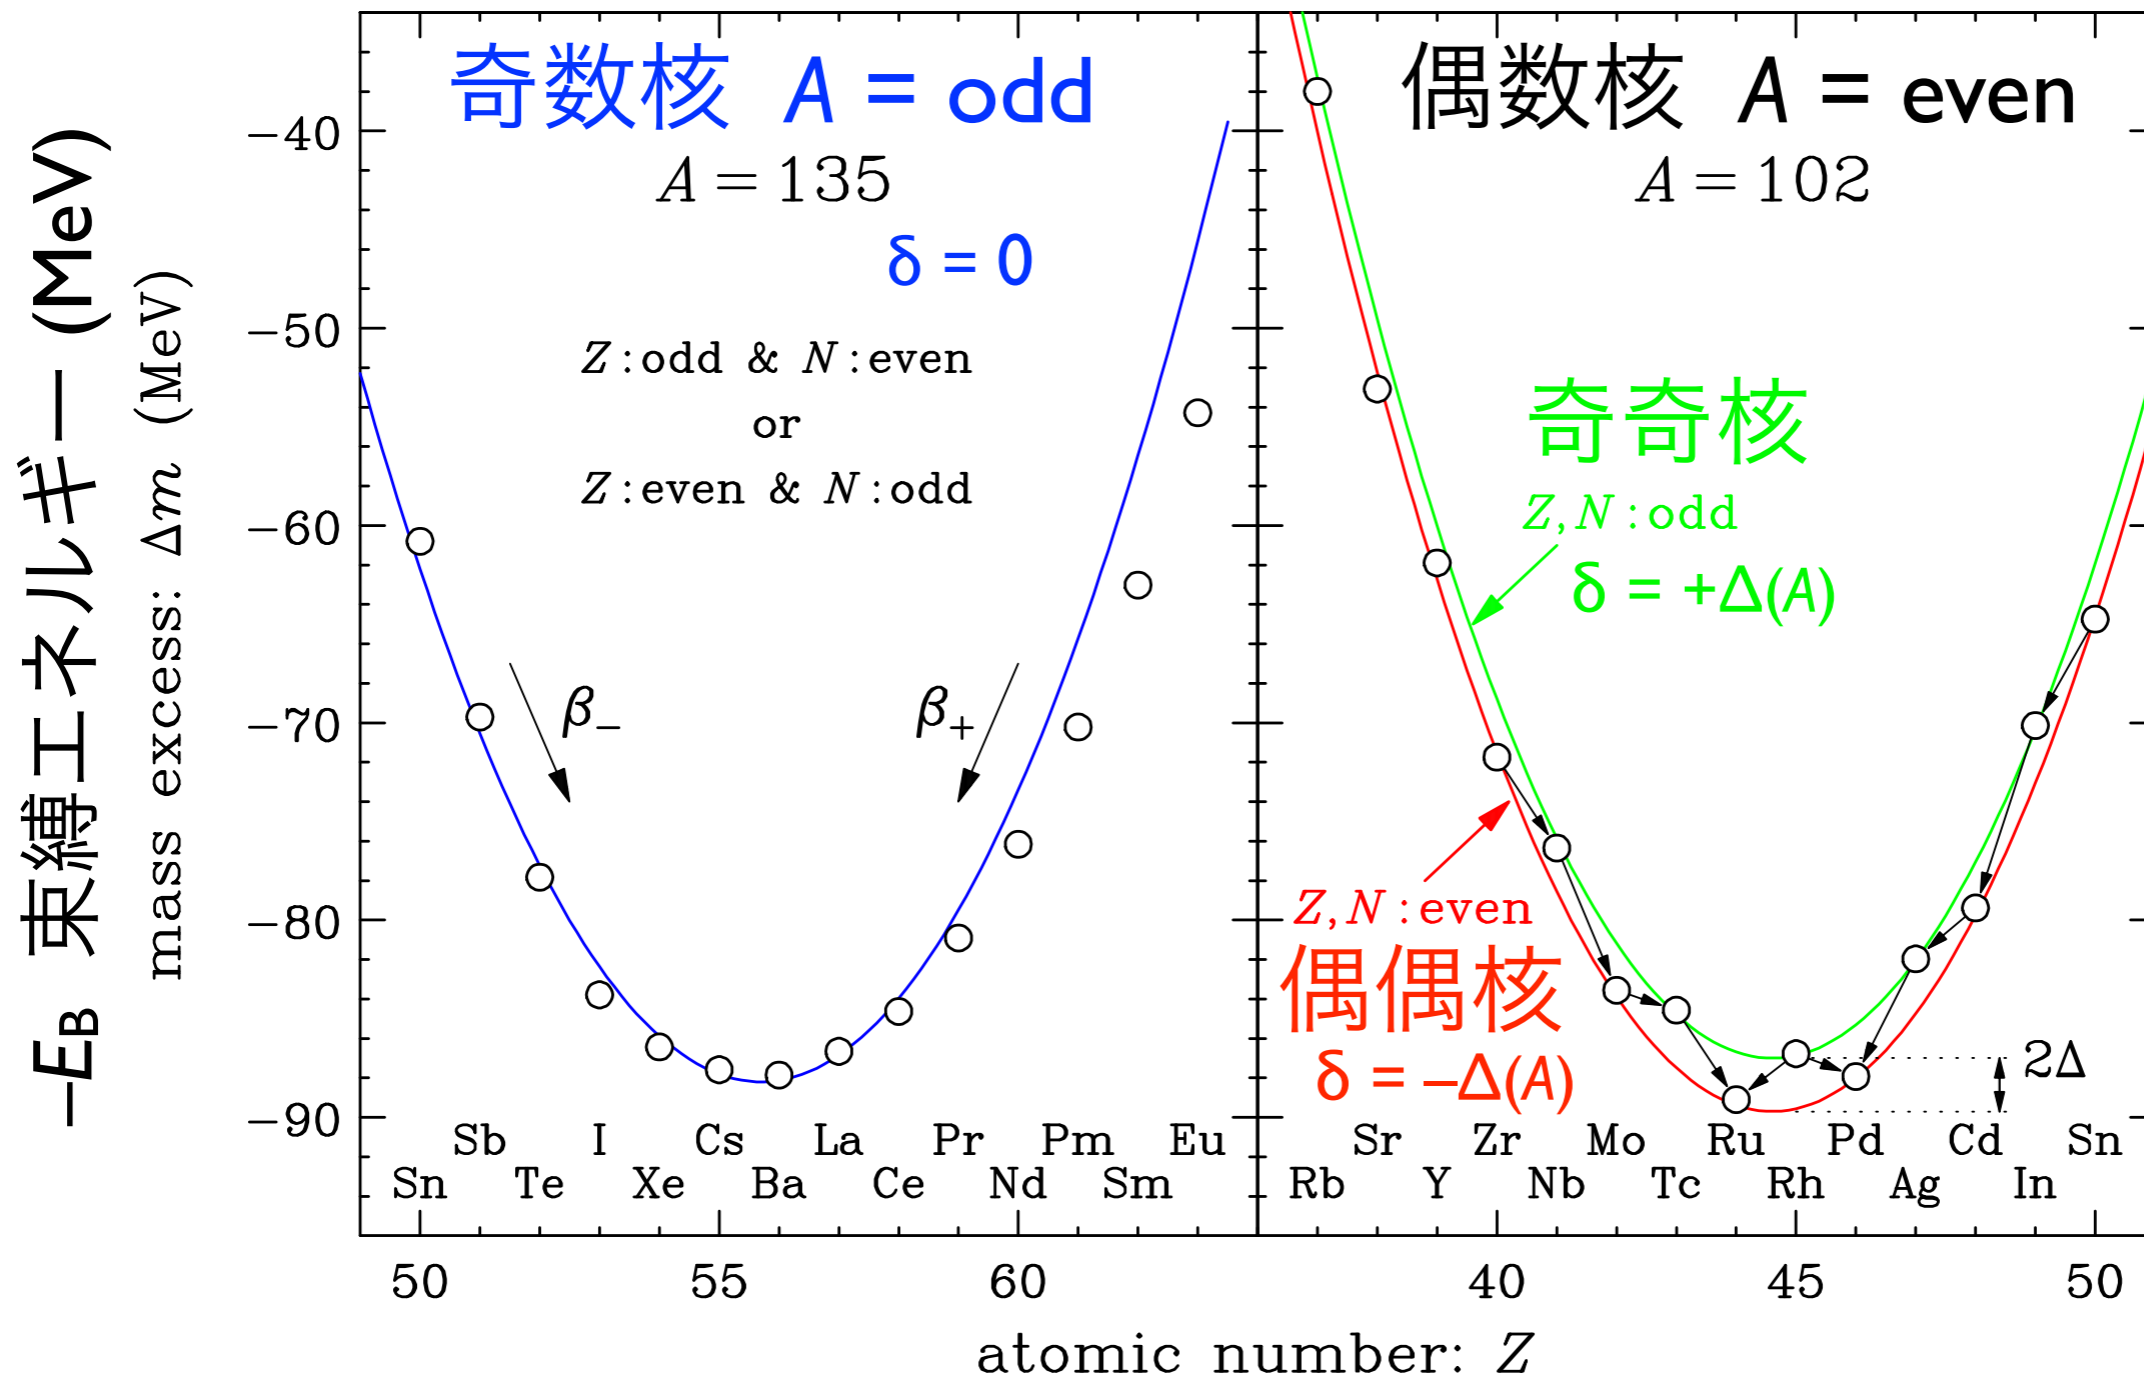 −EB 束縛エネルギー (MeV)
mass excess: Δm (MeV)
−40
−50
−60
−70
−80
−90
奇数核 A = odd
A = 135
δ = 0
Z:odd & N:even
or
Z:even & N:odd
β−
β+
Sb I Cs La Pr Pm Eu
Sn Te Xe Ba Ce Nd Sm
50 55 60
偶数核 A = even
A = 102
奇奇核
Z,N:odd
δ = +Δ(A)
Z,N:even
偶偶核
δ = −Δ(A)
2Δ
Sr Zr Mo Ru Pd Cd Sn
Rb Y Nb Tc Rh Ag In
40 45 50
atomic number: Z